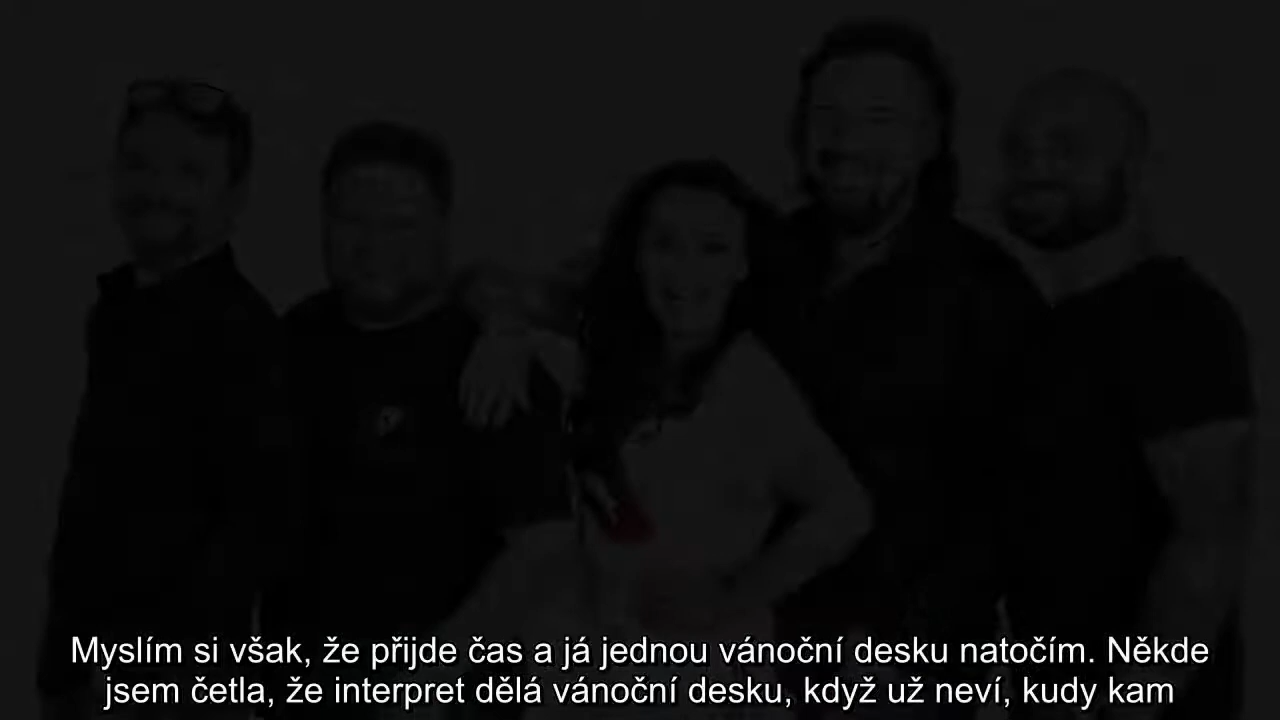 Myslím si však, že přijde čas a já jednou vánoční desku natočím. Někde
jsem četla, že interpret dělá vánoční desku, když už neví, kudy kam